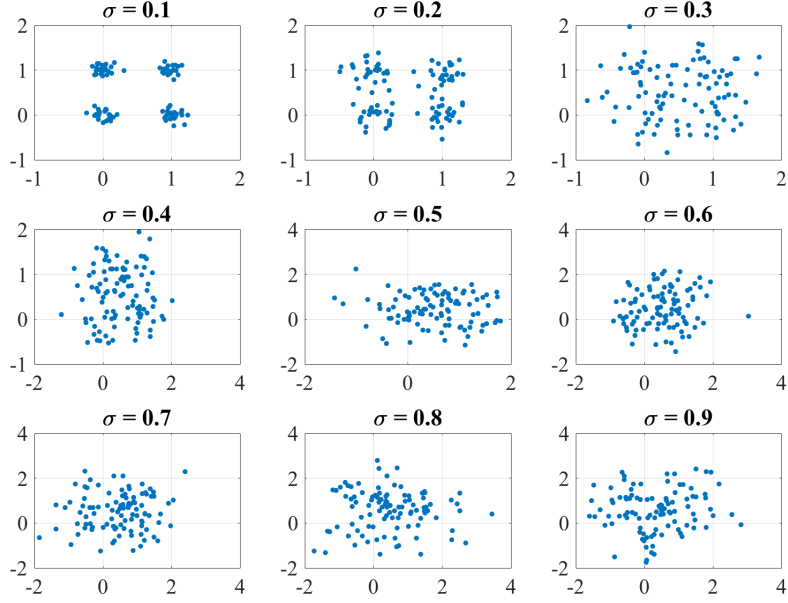 σ = 0.1 σ = 0.2 σ = 0.3
2 2 2
1 1 1
0 0 0
-1 -1 -1
-1 0 1 2 -1 0 1 2 -1 0 1 2
σ = 0.4 σ = 0.5 σ = 0.6
2 4 4
1 2 2
0 0 0
-1 -2 -2
-2 0 2 4 -2 0 2 -2 0 2 4
σ = 0.7 σ = 0.8 σ = 0.9
4 4 4
2 2 2
0 0 0
-2 -2 -2
-2 0 2 4 -2 0 2 4 -2 0 2 4